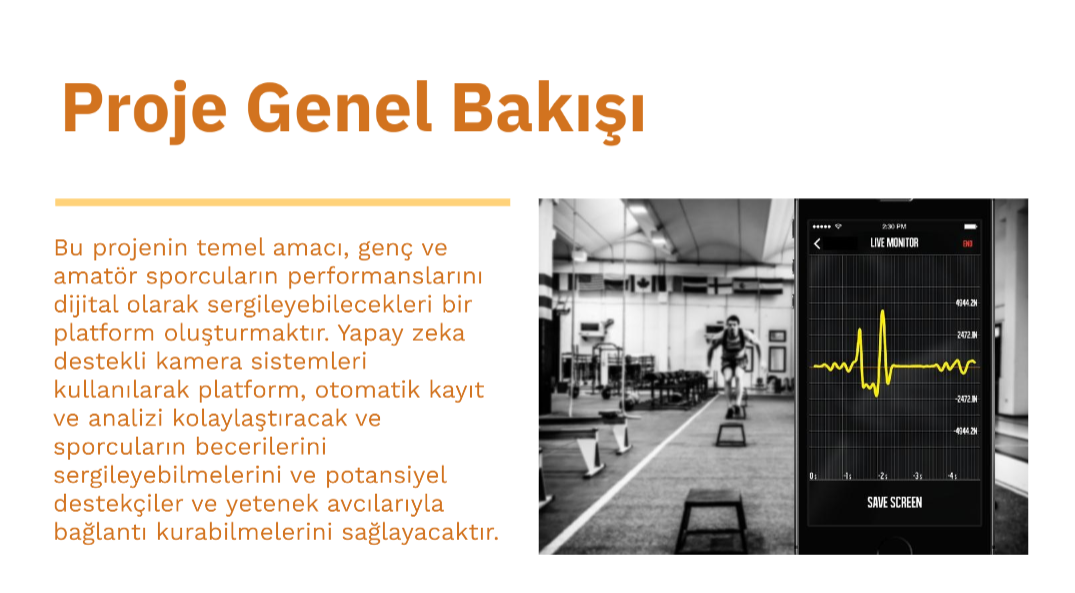 Proje Genel Bakışı
Bu projenin temel amacı, genç ve
amatör sporcuların performanslarını
dijital olarak sergileyebilecekleri bir
platform oluşturmaktır. Yapay zeka
destekli kamera sistemleri
kullanılarak platform, otomatik kayıt
ve analizi kolaylaştıracak ve
sporcuların becerilerini
sergileyebilmelerini ve potansiyel
destekçiler ve yetenek avcılarıyla
bağlantı kurabilmelerini sağlayacaktır.
2:30 PM
LIVE MONITOR
END
4944.2N
2472.1N
-2472.1N
-4944.2N
0s -1s -2s -3s -4s
SAVE SCREEN